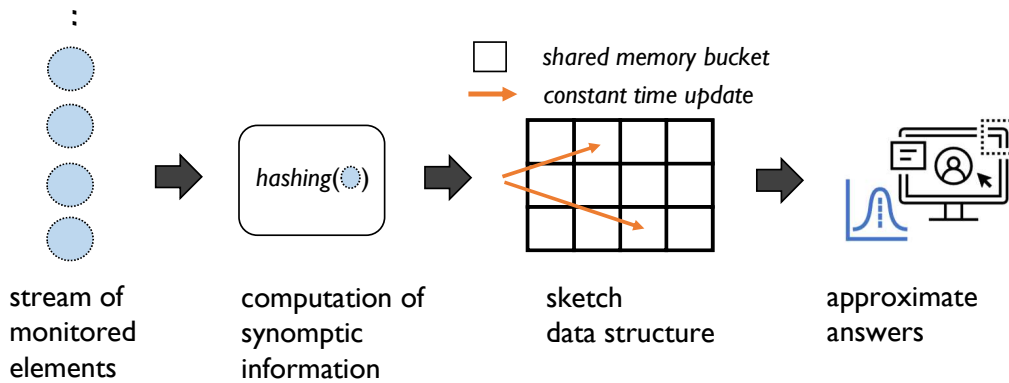 :
shared memory bucket
constant time update
hashing( )
stream of
monitored
elements
computation of
synomptic
information
sketch
data structure
approximate
answers